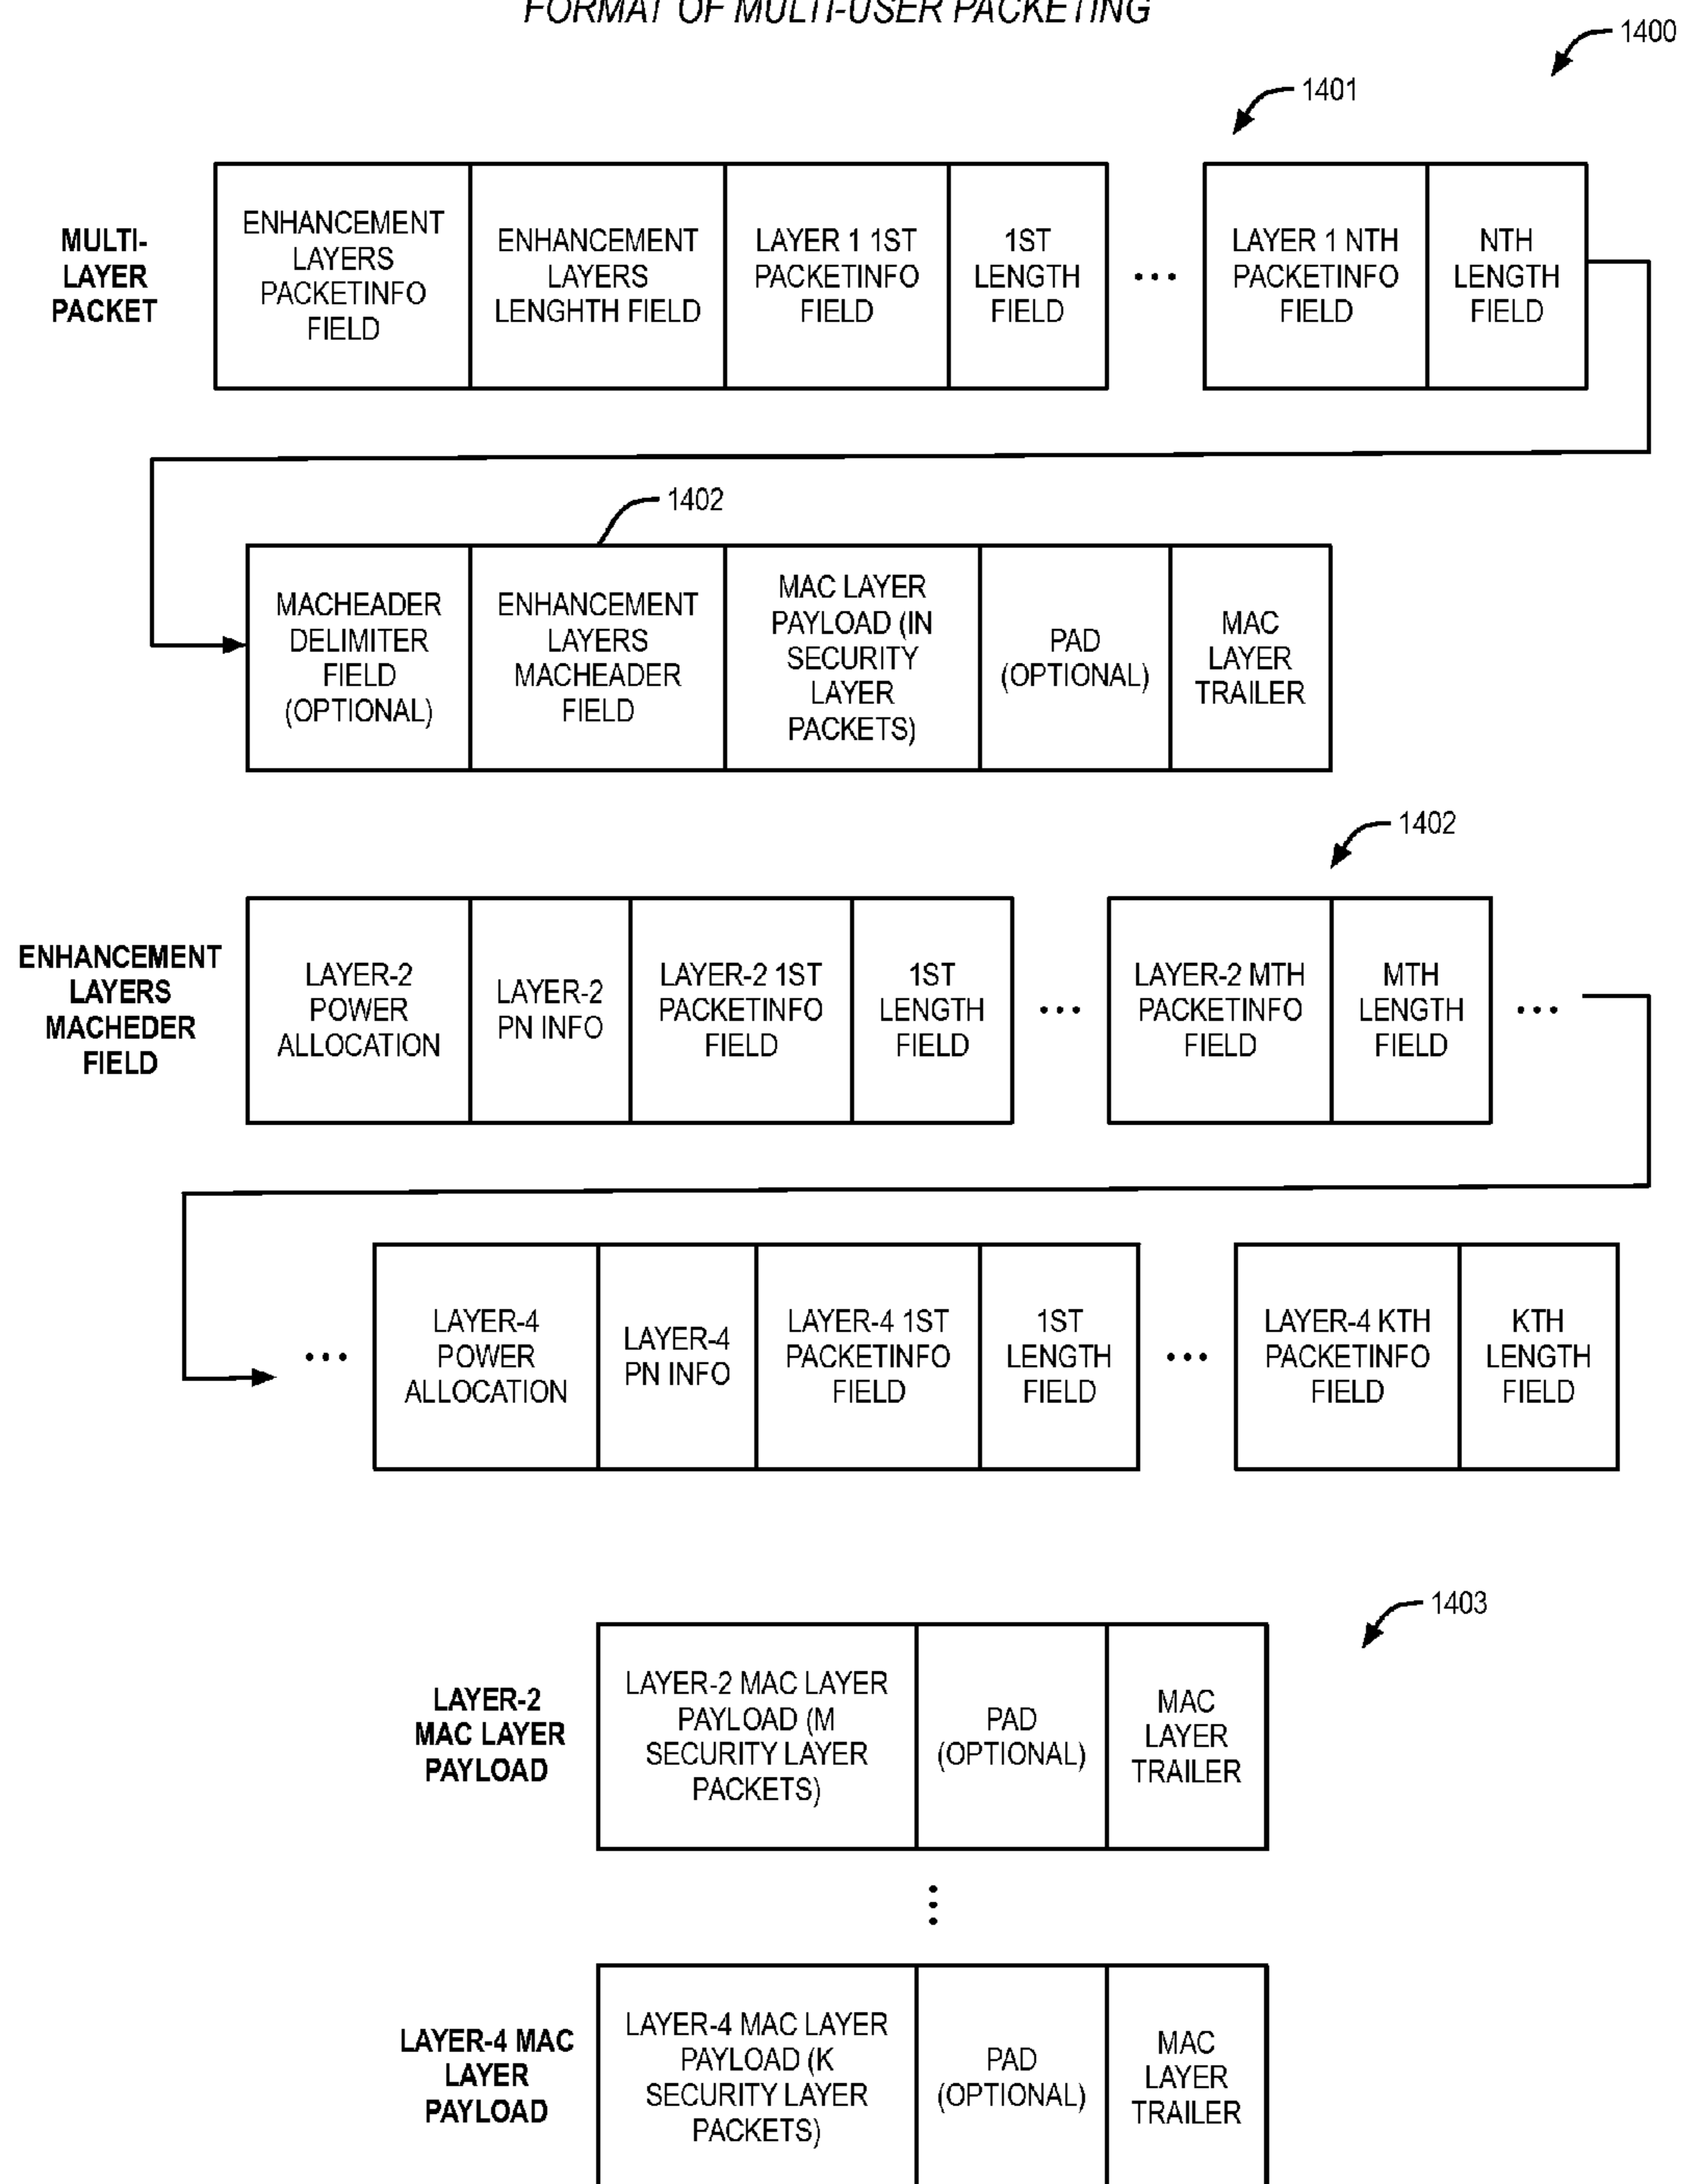 FORMAT OF MULTI-USER PACKETING
1400
1401
MULTI-
LAYER
PACKET
ENHANCEMENT
LAYERS
PACKETINFO
FIELD
ENHANCEMENT
LAYERS
LENGHTH FIELD
LAYER 1 1ST
PACKETINFO
FIELD
1ST
LENGTH
FIELD
...
LAYER 1 NTH
PACKETINFO
FIELD
NTH
LENGTH
FIELD
1402
MACHEADER
DELIMITER
FIELD
(OPTIONAL)
ENHANCEMENT
LAYERS
MACHEADER
FIELD
MAC LAYER
PAYLOAD (IN
SECURITY
LAYER
PACKETS)
PAD
(OPTIONAL)
MAC
LAYER
TRAILER
1402
ENHANCEMENT
LAYERS
MACHEDER
FIELD
LAYER-2
POWER
ALLOCATION
LAYER-2
PN INFO
LAYER-2 1ST
PACKETINFO
FIELD
1ST
LENGTH
FIELD
...
LAYER-2 MTH
PACKETINFO
FIELD
MTH
LENGTH
FIELD
...
...
LAYER-4
POWER
ALLOCATION
LAYER-4
PN INFO
LAYER-4 1ST
PACKETINFO
FIELD
1ST
LENGTH
FIELD
...
LAYER-4 KTH
PACKETINFO
FIELD
KTH
LENGTH
FIELD
1403
LAYER-2
MAC LAYER
PAYLOAD
LAYER-2 MAC LAYER
PAYLOAD (M
SECURITY LAYER
PACKETS)
PAD
(OPTIONAL)
MAC
LAYER
TRAILER
LAYER-4 MAC
LAYER
PAYLOAD
LAYER-4 MAC LAYER
PAYLOAD (K
SECURITY LAYER
PACKETS)
PAD
(OPTIONAL)
MAC
LAYER
TRAILER